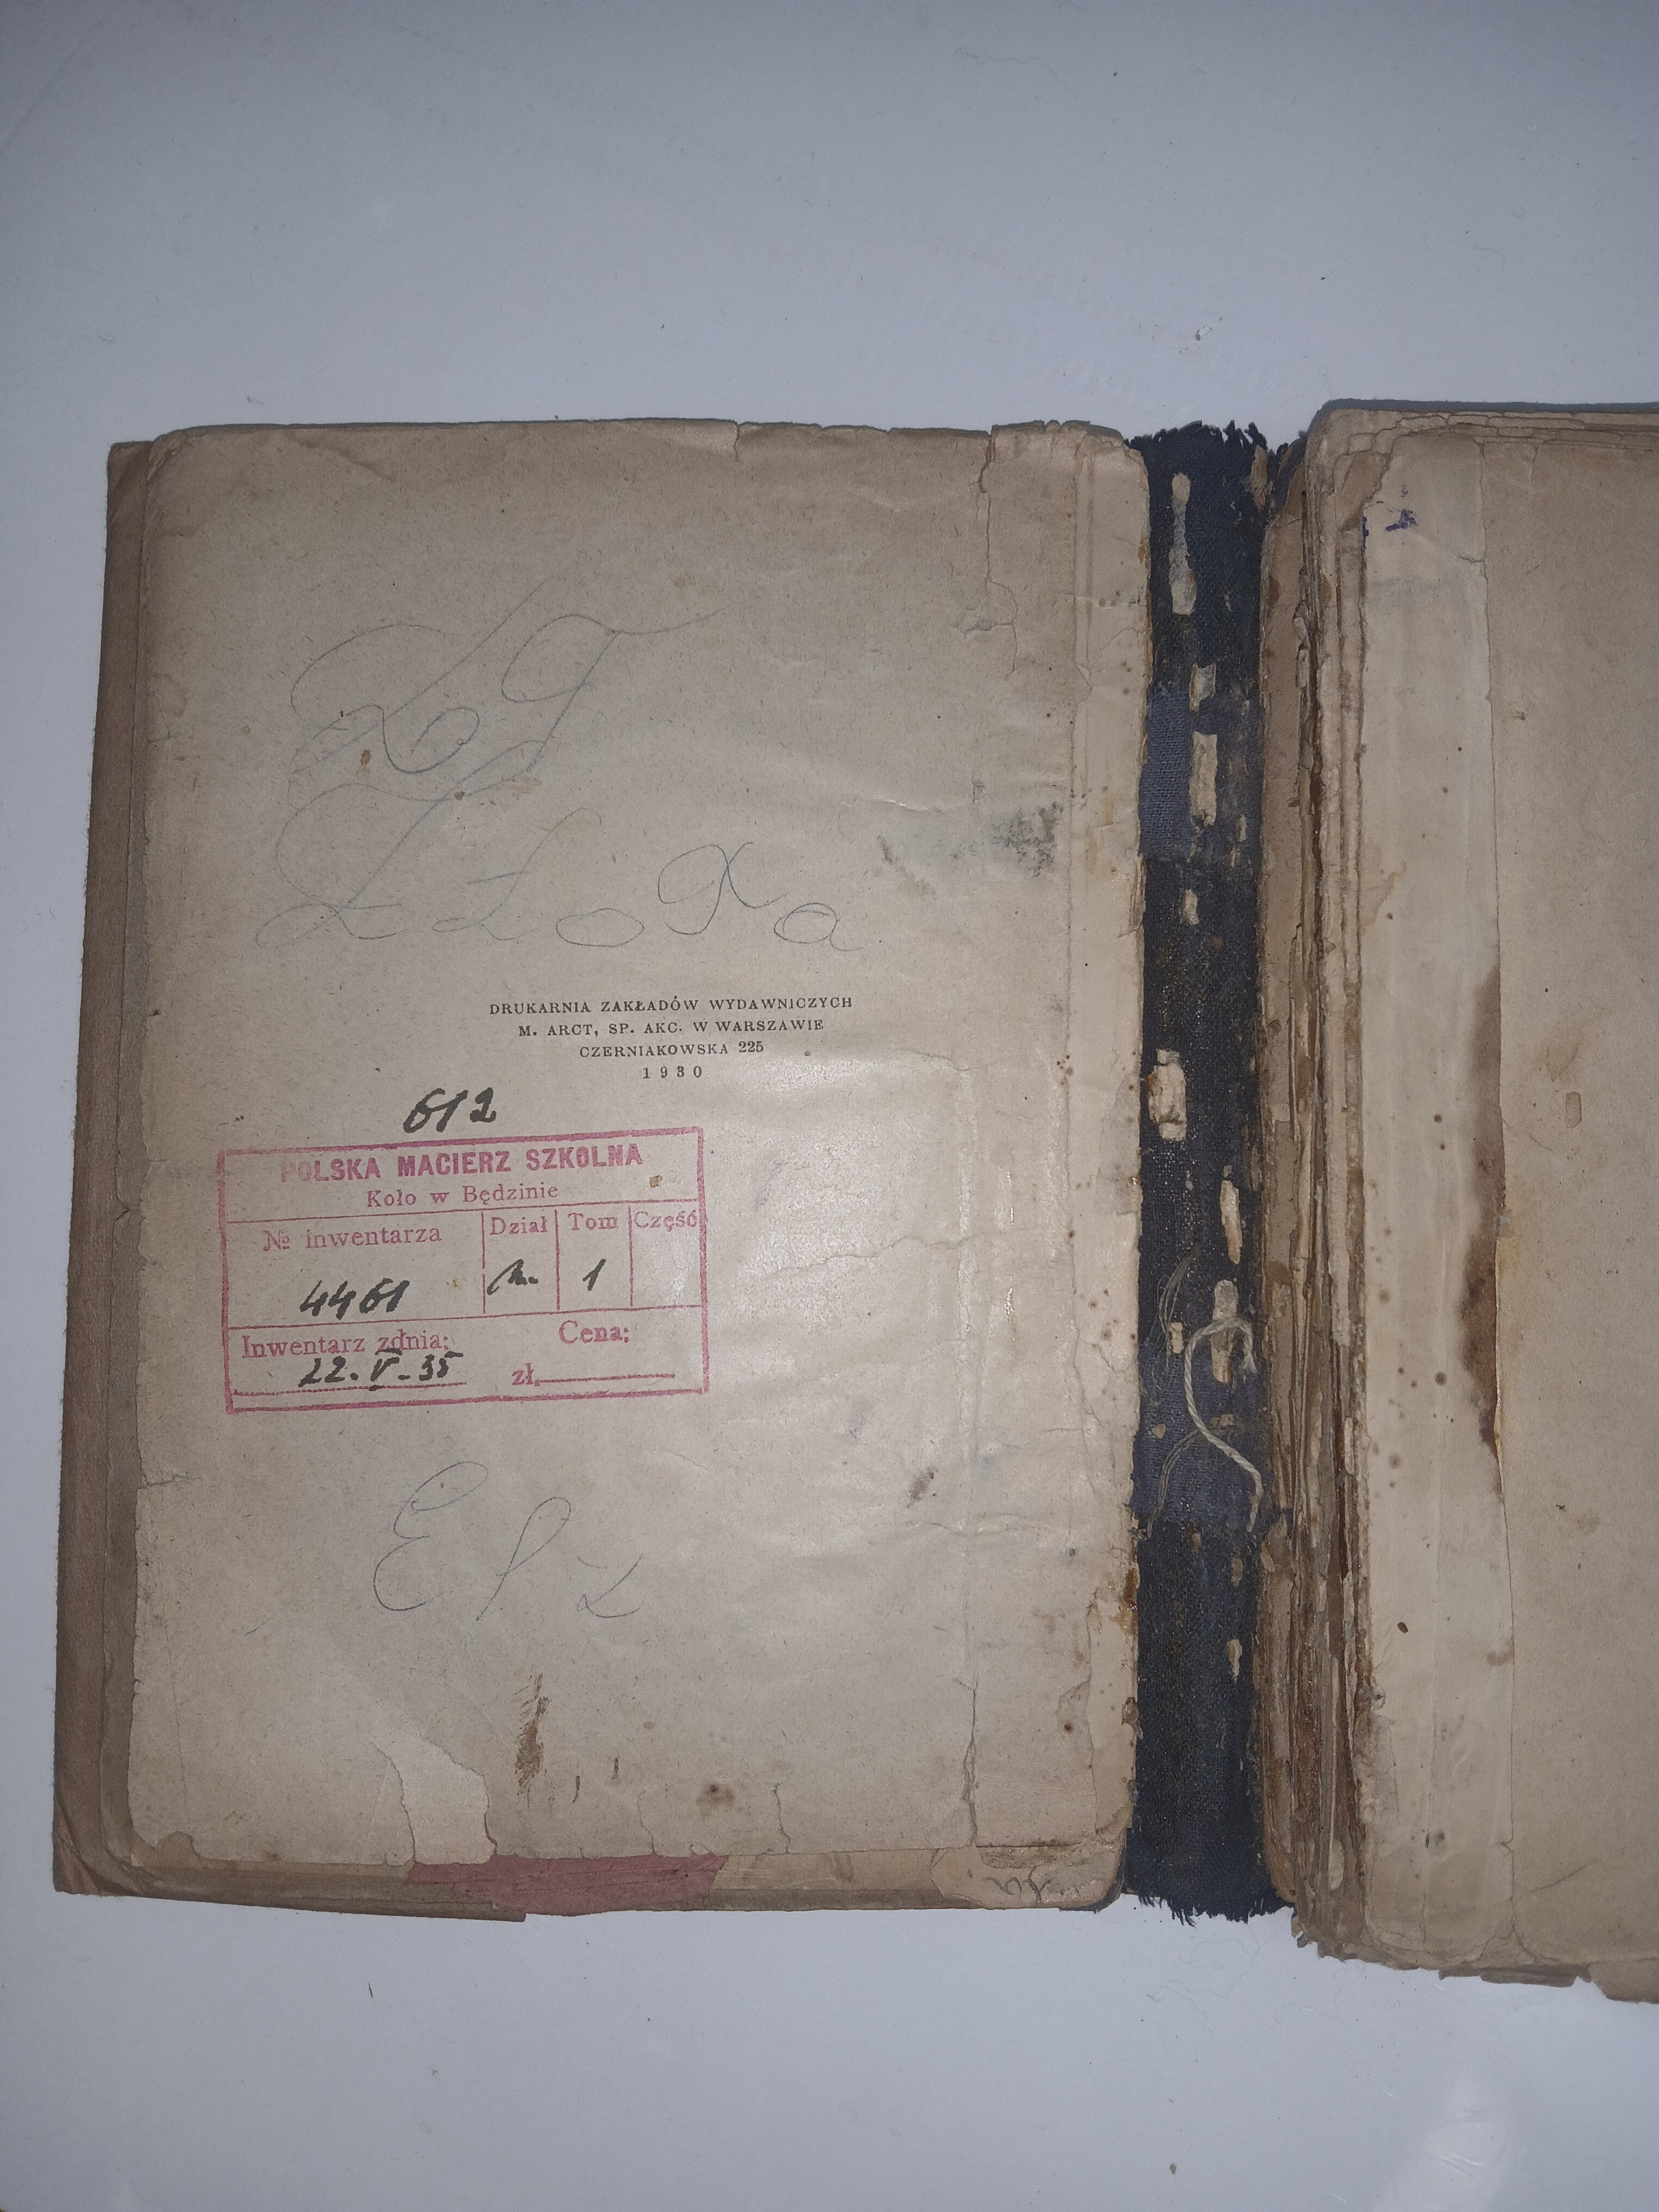 DRUKARNIA ZAKŁADÓW WYDAWNICZYCH
M. ARCT, SP. AKC. W WARSZAWIE
CZERNIAKOWSKA 225
1930
612
POLSKA MACIERZ SZKOLNA
Koło w Będzinie
№ inwentarza Dział Tom Część
4461 1
Inwentarz zdnia: Cena:
22. V - 35 zł.